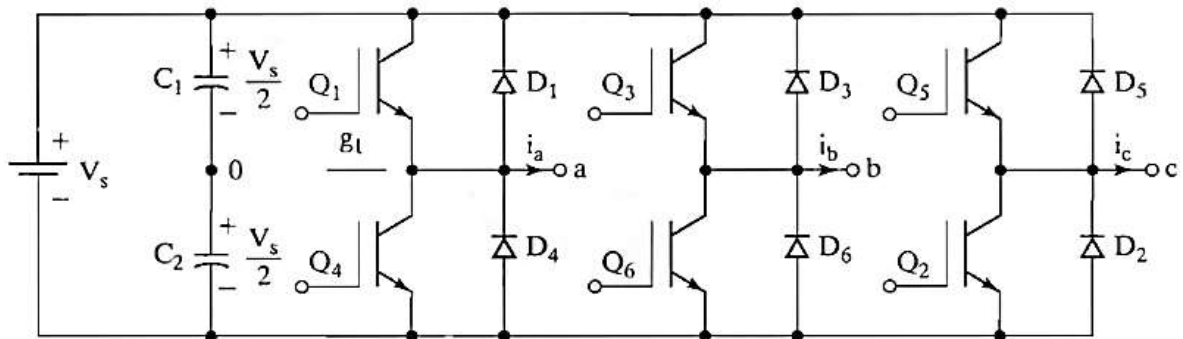 +
C₁
V_s/2
−
Q₁
D₁
Q₃
D₃
Q₅
D₅
+
V_s
−
0
g₁
i_a
a
i_b
b
i_c
c
+
C₂
V_s/2
−
Q₄
D₄
Q₆
D₆
Q₂
D₂